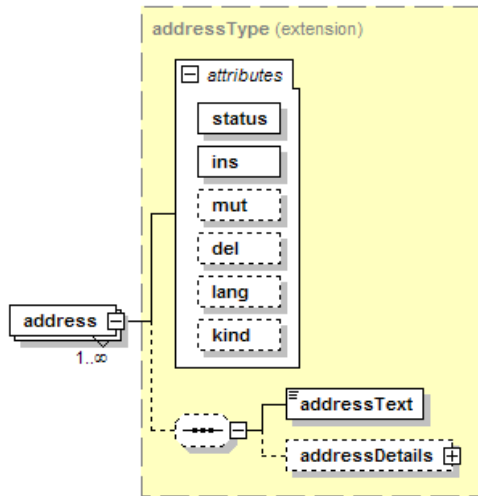 addressType (extension)
attributes
status
ins
mut
del
lang
kind
address
1..∞
addressText
addressDetails